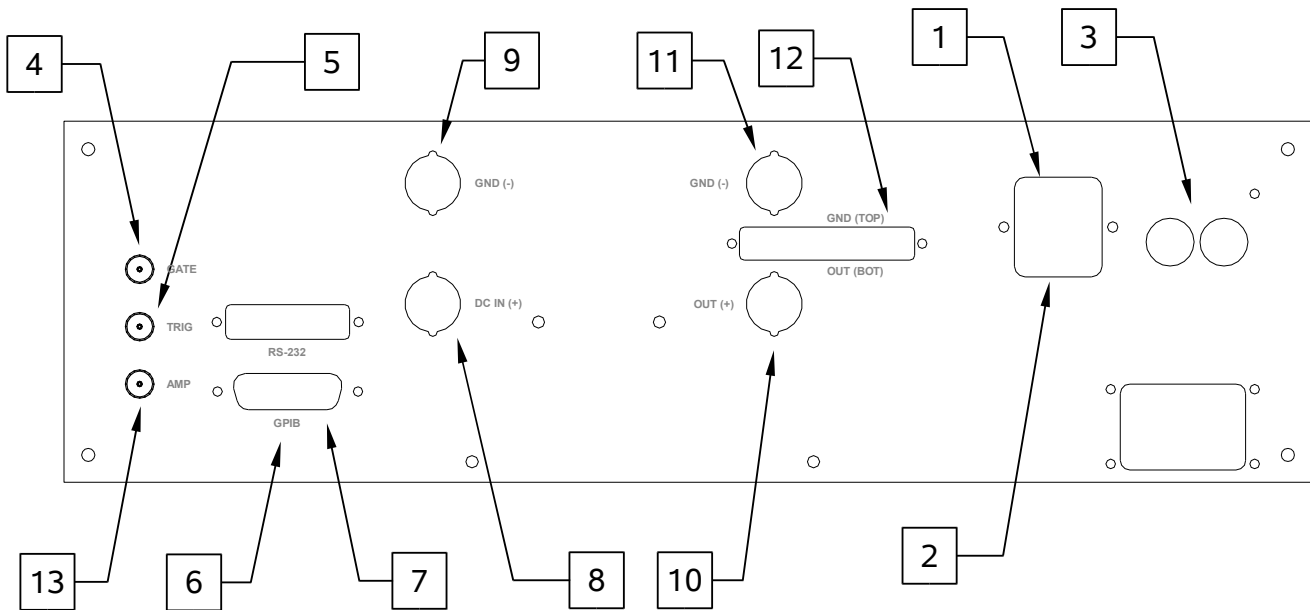 1
3
4
5
9
11
12
GND (-)
GND (-)
GND (TOP)
GATE
OUT (BOT)
DC IN (+)
OUT (+)
TRIG
RS-232
AMP
GPIB
2
13
6
7
8
10